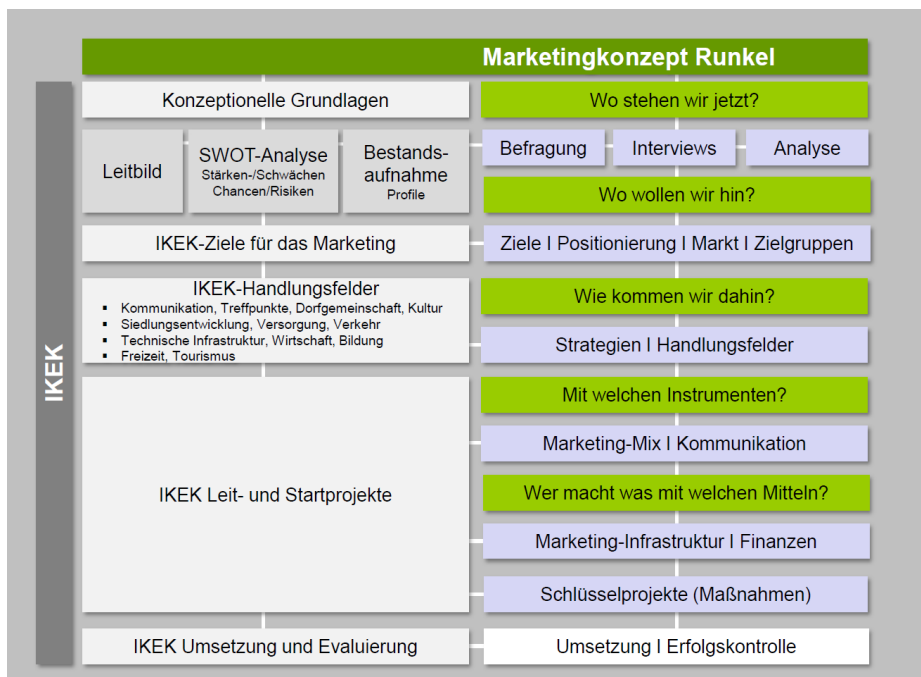 Marketingkonzept Runkel
IKEK
Konzeptionelle Grundlagen
Wo stehen wir jetzt?
Leitbild
SWOT-Analyse
Stärken-/Schwächen
Chancen/Risiken
Bestands-
aufnahme
Profile
Befragung
Interviews
Analyse
Wo wollen wir hin?
IKEK-Ziele für das Marketing
Ziele I Positionierung I Markt I Zielgruppen
IKEK-Handlungsfelder
▪ Kommunikation, Treffpunkte, Dorfgemeinschaft, Kultur
▪ Siedlungsentwicklung, Versorgung, Verkehr
▪ Technische Infrastruktur, Wirtschaft, Bildung
▪ Freizeit, Tourismus
Wie kommen wir dahin?
Strategien I Handlungsfelder
IKEK Leit- und Startprojekte
Mit welchen Instrumenten?
Marketing-Mix I Kommunikation
Wer macht was mit welchen Mitteln?
Marketing-Infrastruktur I Finanzen
Schlüsselprojekte (Maßnahmen)
IKEK Umsetzung und Evaluierung
Umsetzung I Erfolgskontrolle